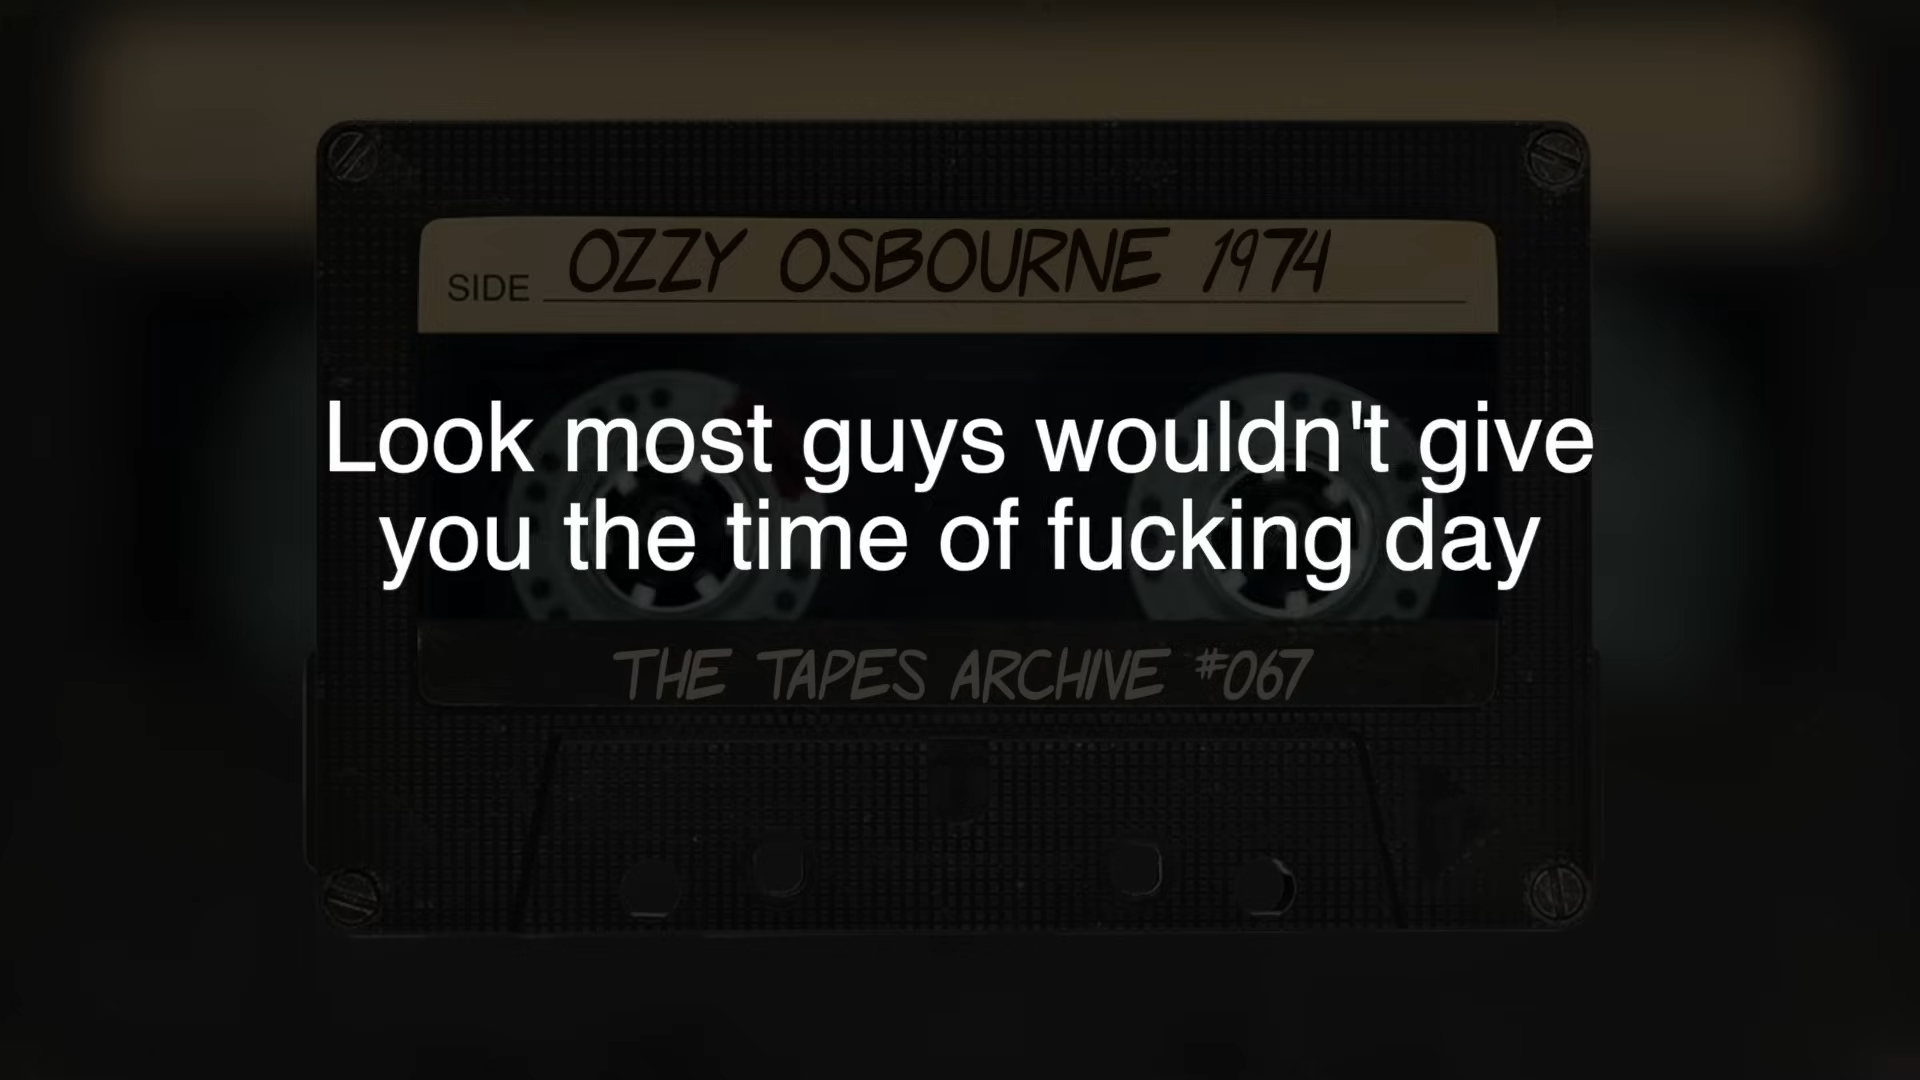 OZZY OSBOURNE 1974
SIDE
Look most guys wouldn't give
you the time of fucking day
THE TAPES ARCHIVE #067